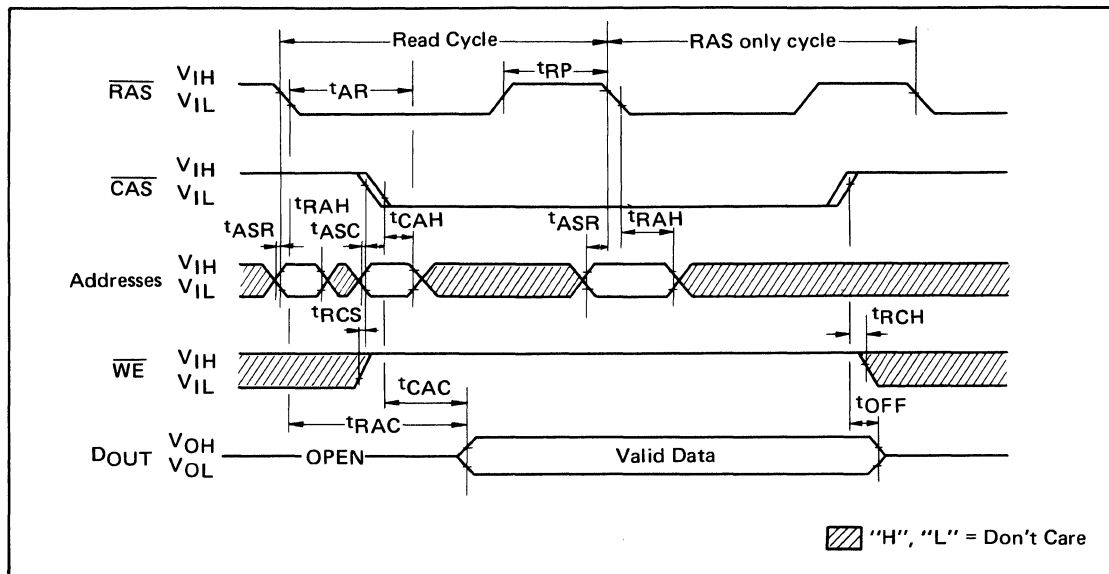 Read Cycle RAS only cycle
RAS VIH VIL
tAR tRP
CAS VIH VIL
tASR tRAH tASC tCAH tASR tRAH
Addresses VIH VIL
tRCS tRCH
WE VIH VIL
tCAC tOFF
tRAC
DOUT VOH VOL
OPEN Valid Data
"H", "L" = Don't Care